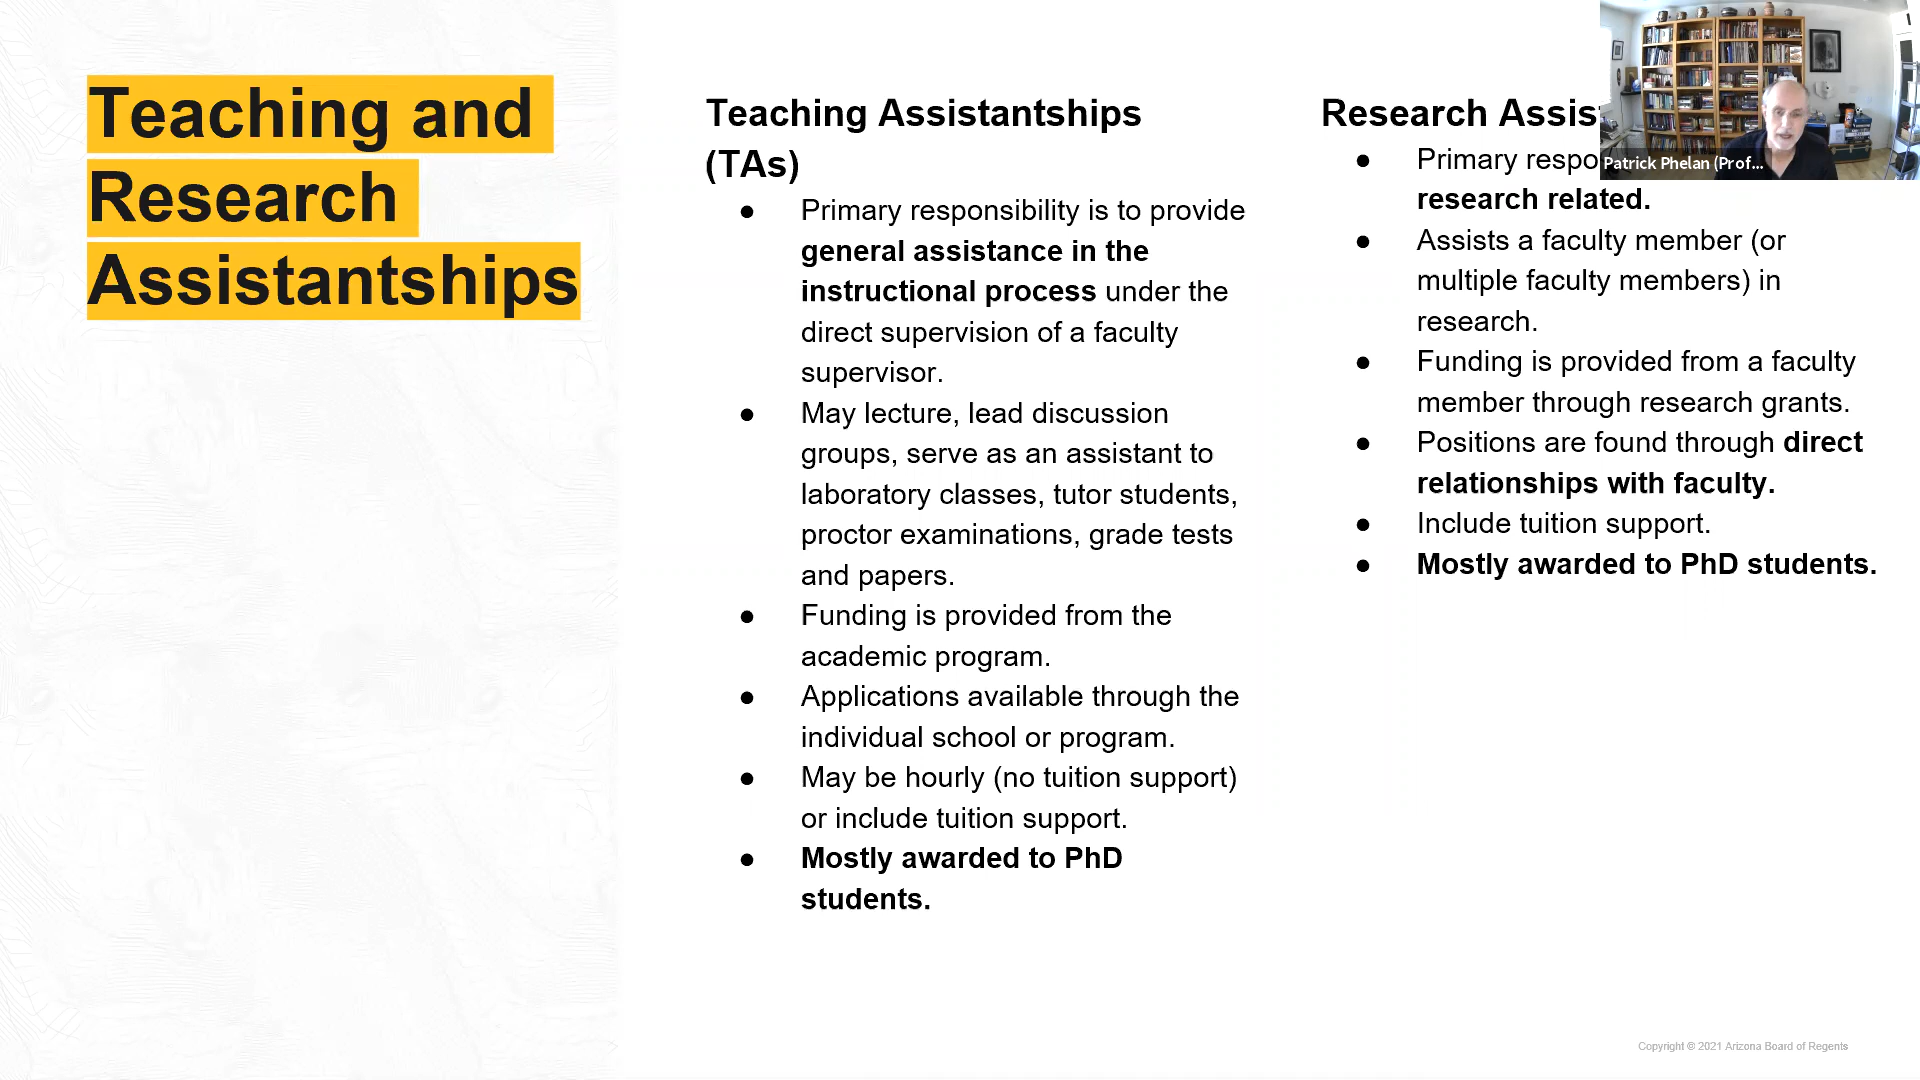 Teaching and
Research
Assistantships
Teaching Assistantships
(TAs)
● Primary responsibility is to provide
general assistance in the
instructional process under the
direct supervision of a faculty
supervisor.
● May lecture, lead discussion
groups, serve as an assistant to
laboratory classes, tutor students,
proctor examinations, grade tests
and papers.
● Funding is provided from the
academic program.
● Applications available through the
individual school or program.
● May be hourly (no tuition support)
or include tuition support.
● Mostly awarded to PhD
students.
Research
● Primary
research related.
● Assists a faculty member (or
multiple faculty members) in
research.
● Funding is provided from a faculty
member through research grants.
● Positions are found through direct
relationships with faculty.
● Include tuition support.
● Mostly awarded to PhD students.
Patrick Phelan (Prof...
Copyright © 2021 Arizona Board of Regents